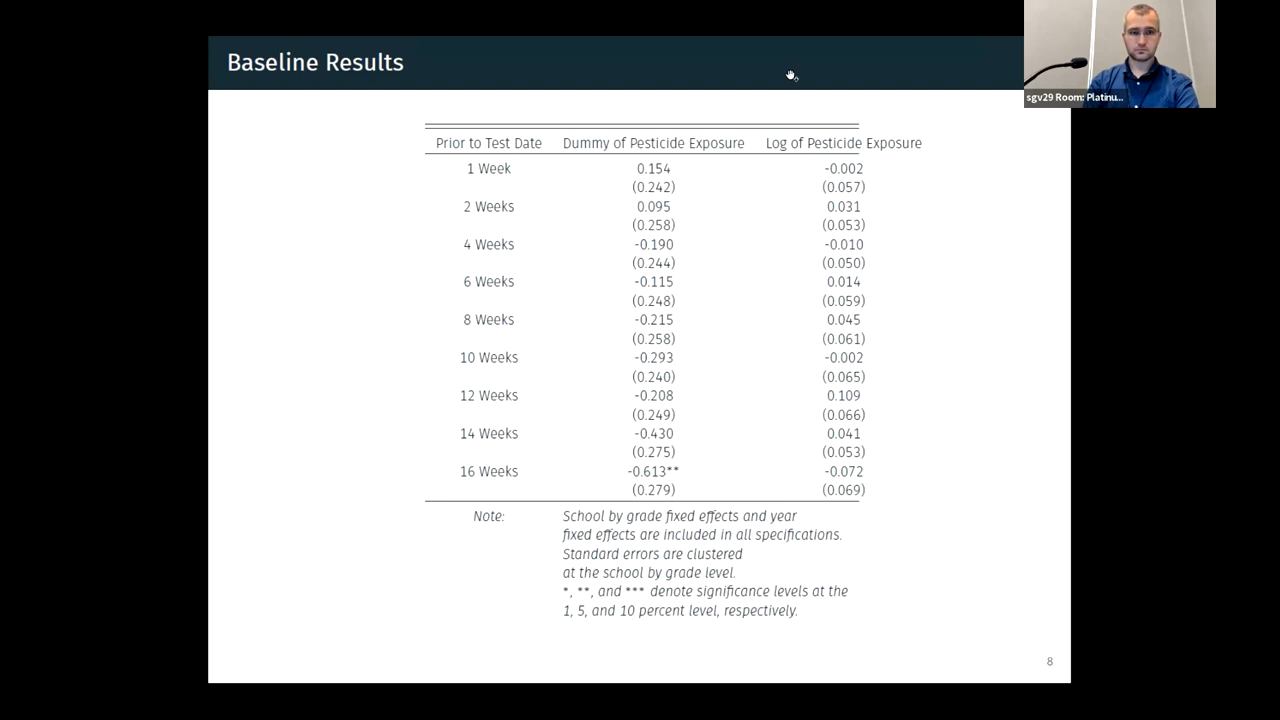 Baseline Results
sgv29 Room: Platinu...
Prior to Test Date Dummy of Pesticide Exposure Log of Pesticide Exposure
1 Week 0.154 -0.002
(0.242) (0.057)
2 Weeks 0.095 0.031
(0.258) (0.053)
4 Weeks -0.190 -0.010
(0.244) (0.050)
6 Weeks -0.115 0.014
(0.248) (0.059)
8 Weeks -0.215 0.045
(0.258) (0.061)
10 Weeks -0.293 -0.002
(0.240) (0.065)
12 Weeks -0.208 0.109
(0.249) (0.066)
14 Weeks -0.430 0.041
(0.275) (0.053)
16 Weeks -0.613** -0.072
(0.279) (0.069)
Note: School by grade fixed effects and year
fixed effects are included in all specifications.
Standard errors are clustered
at the school by grade level.
*, **, and *** denote significance levels at the
1, 5, and 10 percent level, respectively.
8